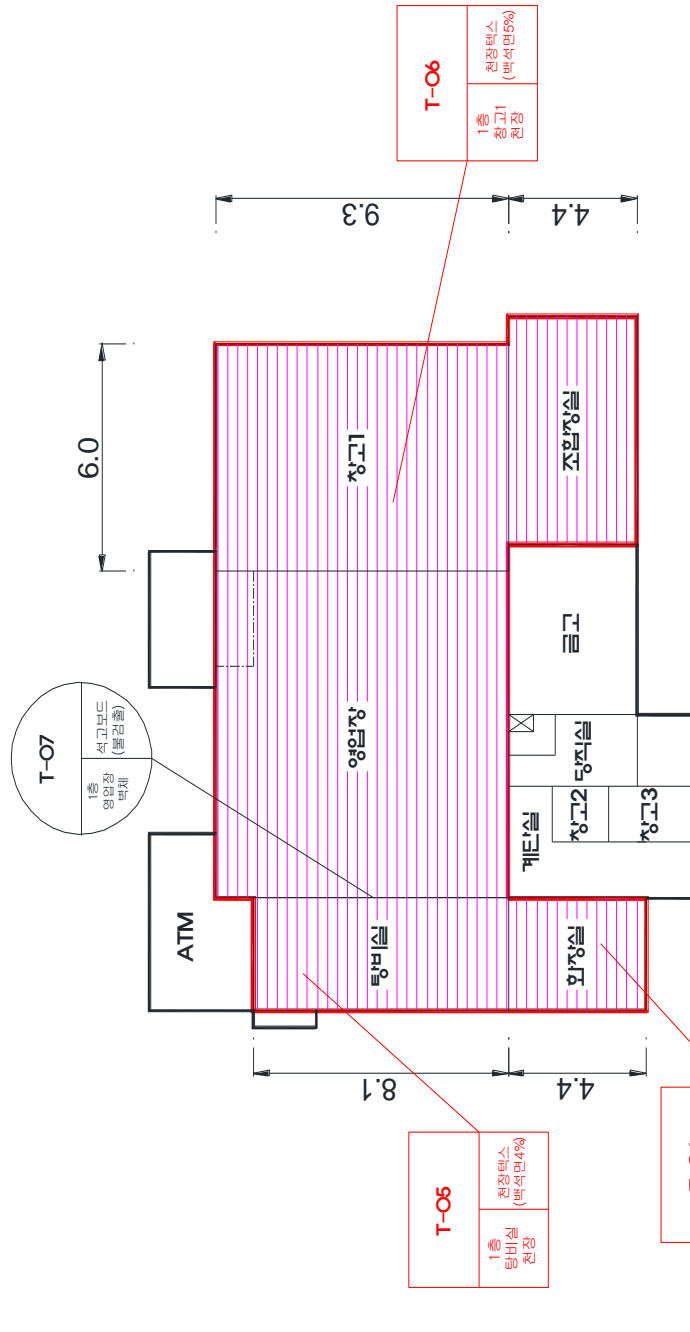 T-06
1층
창고1
천장
천장텍스
(백석면5%)
9.3
4.4
6.0
T-07
1층
영업장
벽체
석고보드
(불검출)
ATM
창고1
영업장
탕비실
조합장실
금고
당직실
계단실
창고2
창고3
화장실
8.1
4.4
T-05
1층
탕비실
천장
천장텍스
(백석면4%)